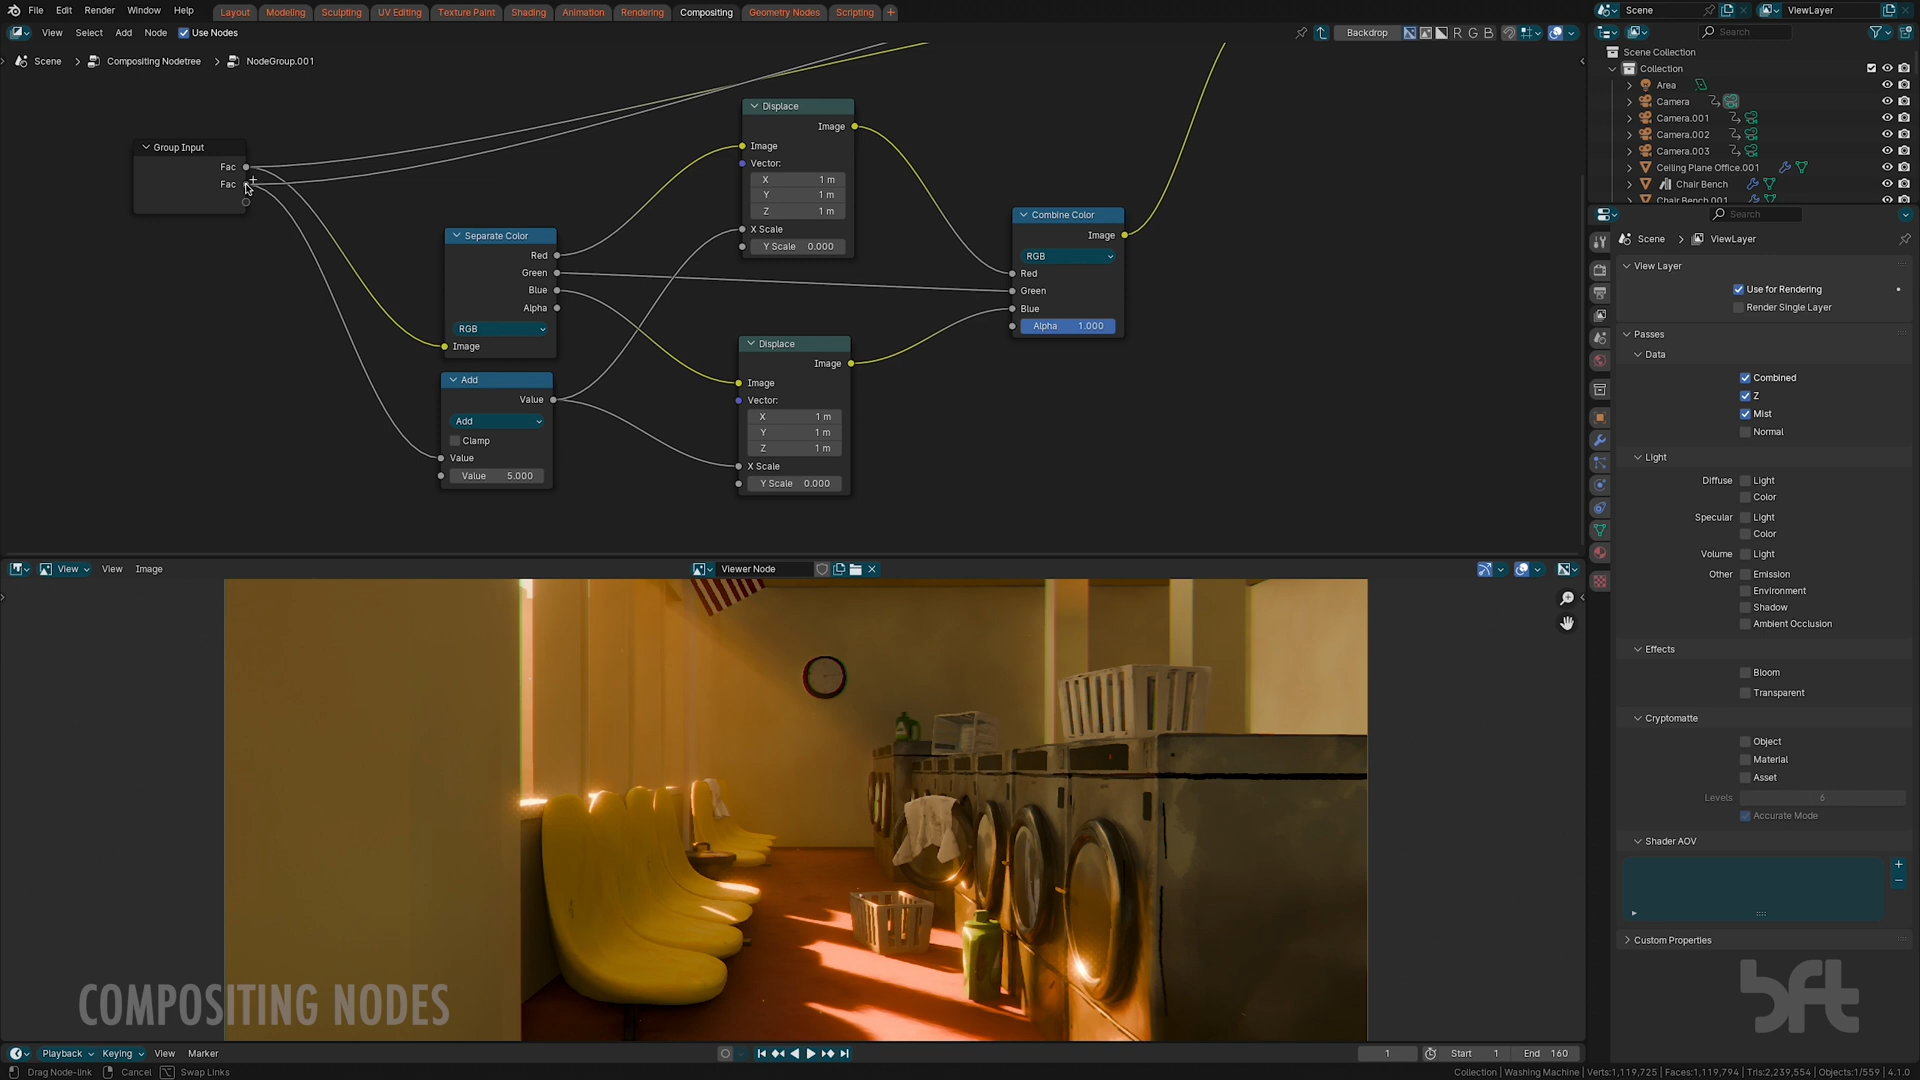 File Edit Render Window Help Layout Modeling Sculpting UV Editing Texture Paint Shading Animation Rendering Compositing Geometry Nodes Scripting +
Scene ViewLayer
View Select Add Node Use Nodes Backdrop R G B
Search
Scene > Compositing Nodetree > NodeGroup.001
Scene Collection
Collection
Area
Camera
Camera.001
Camera.002
Camera.003
Ceiling Plane Office.001
Chair Bench
Chair Bench.001
Group Input
Fac
Fac
Separate Color
Red
Green
Blue
Alpha
RGB
Image
Add
Value
Add
Clamp
Value
Value 5.000
Displace
Image
Image
Vector:
X 1 m
Y 1 m
Z 1 m
X Scale
Y Scale 0.000
Displace
Image
Image
Vector:
X 1 m
Y 1 m
Z 1 m
X Scale
Y Scale 0.000
Combine Color
Image
RGB
Red
Green
Blue
Alpha 1.000
Search
Scene > ViewLayer
View Layer
Use for Rendering
Render Single Layer
Passes
Data
Combined
Z
Mist
Normal
Light
Diffuse Light
Color
Specular Light
Color
Volume Light
Other Emission
Environment
Shadow
Ambient Occlusion
Effects
Bloom
Transparent
Cryptomatte
Object
Material
Asset
Levels 6
Accurate Mode
Shader AOV
Custom Properties
View View Image Viewer Node
COMPOSITING NODES
bft
Playback Keying View Marker 1 Start 1 End 160
Drag Node-link Cancel Swap Links Collection | Washing Machine | Verts:1,119,725 | Faces:1,119,794 | Tris:2,239,554 | Objects:1/559 | 4.1.0